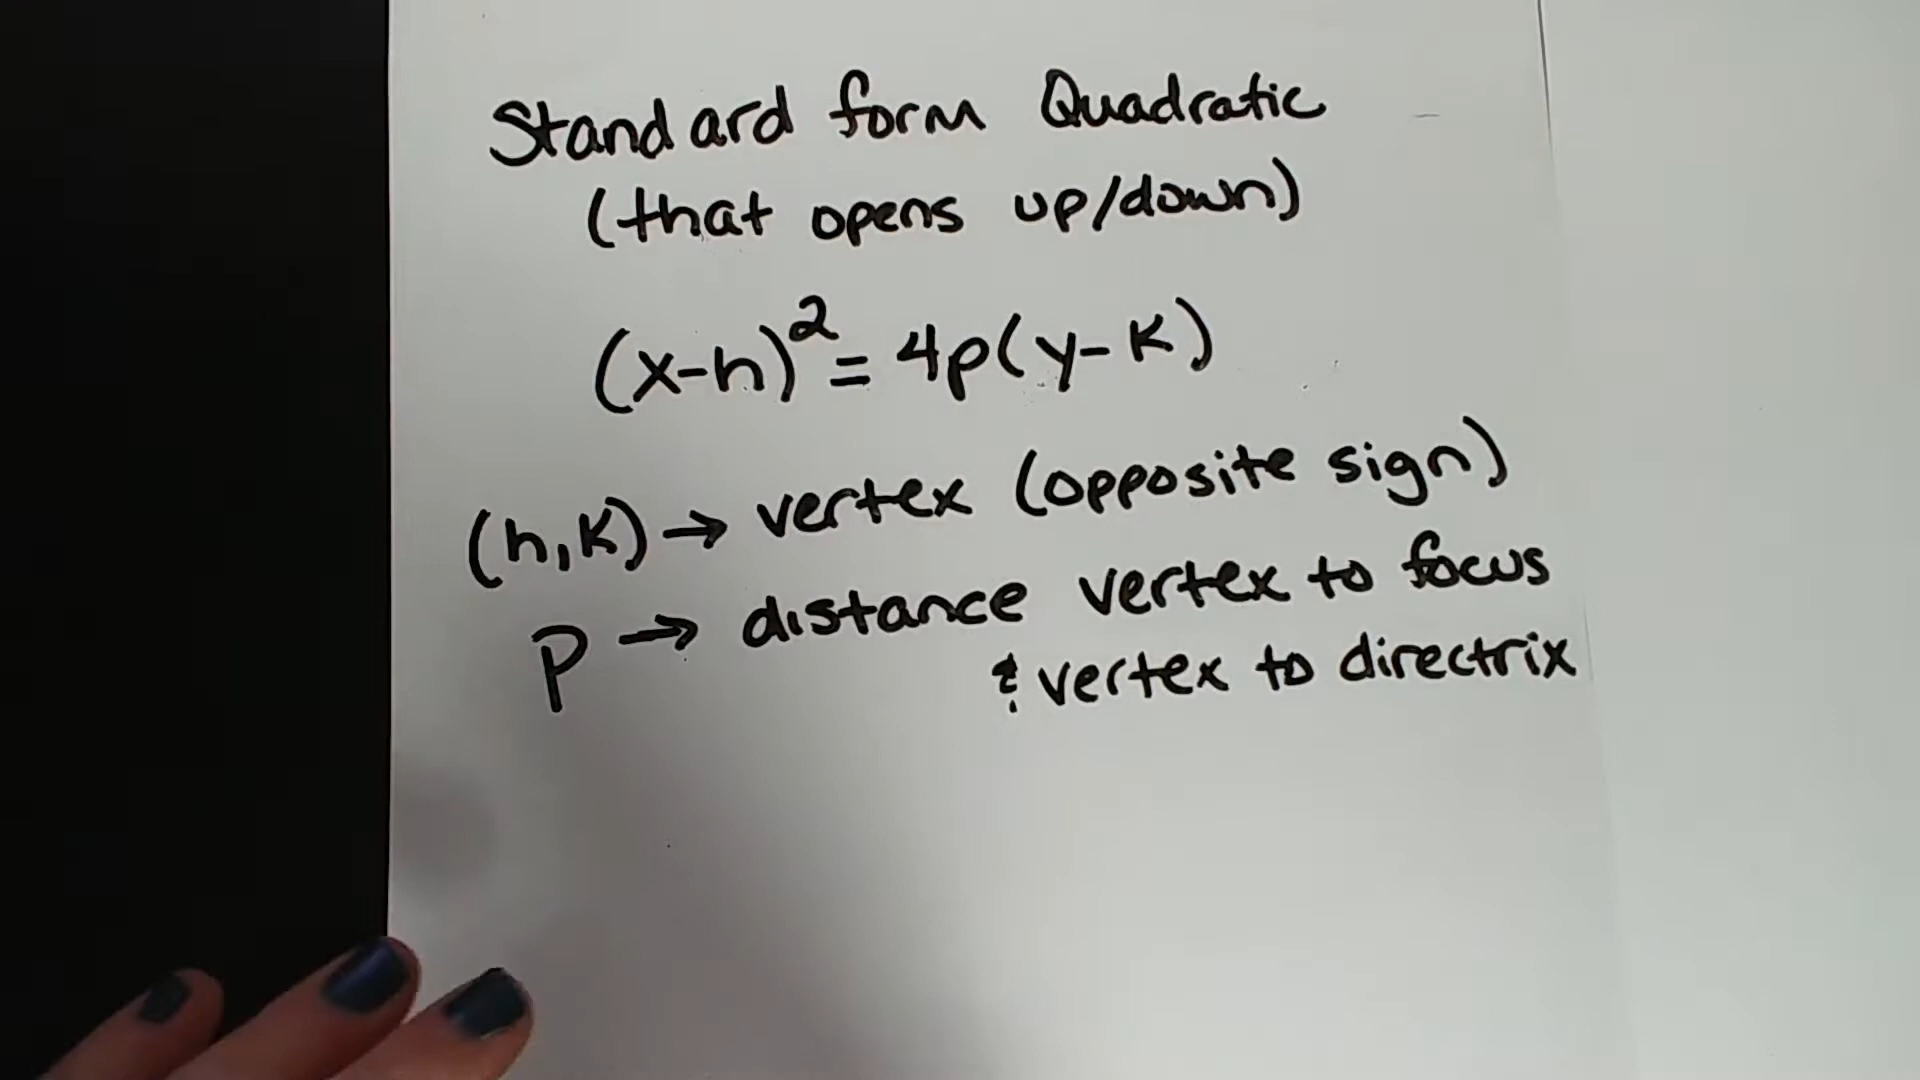 Standard form Quadratic
(that opens up/down)
(x-h)²= 4p(y-k)
(h,k)→ vertex (opposite sign)
P → distance vertex to focus
& vertex to directrix